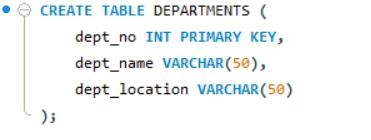 CREATE TABLE DEPARTMENTS (
dept_no INT PRIMARY KEY,
dept_name VARCHAR(50),
dept_location VARCHAR(50)
);